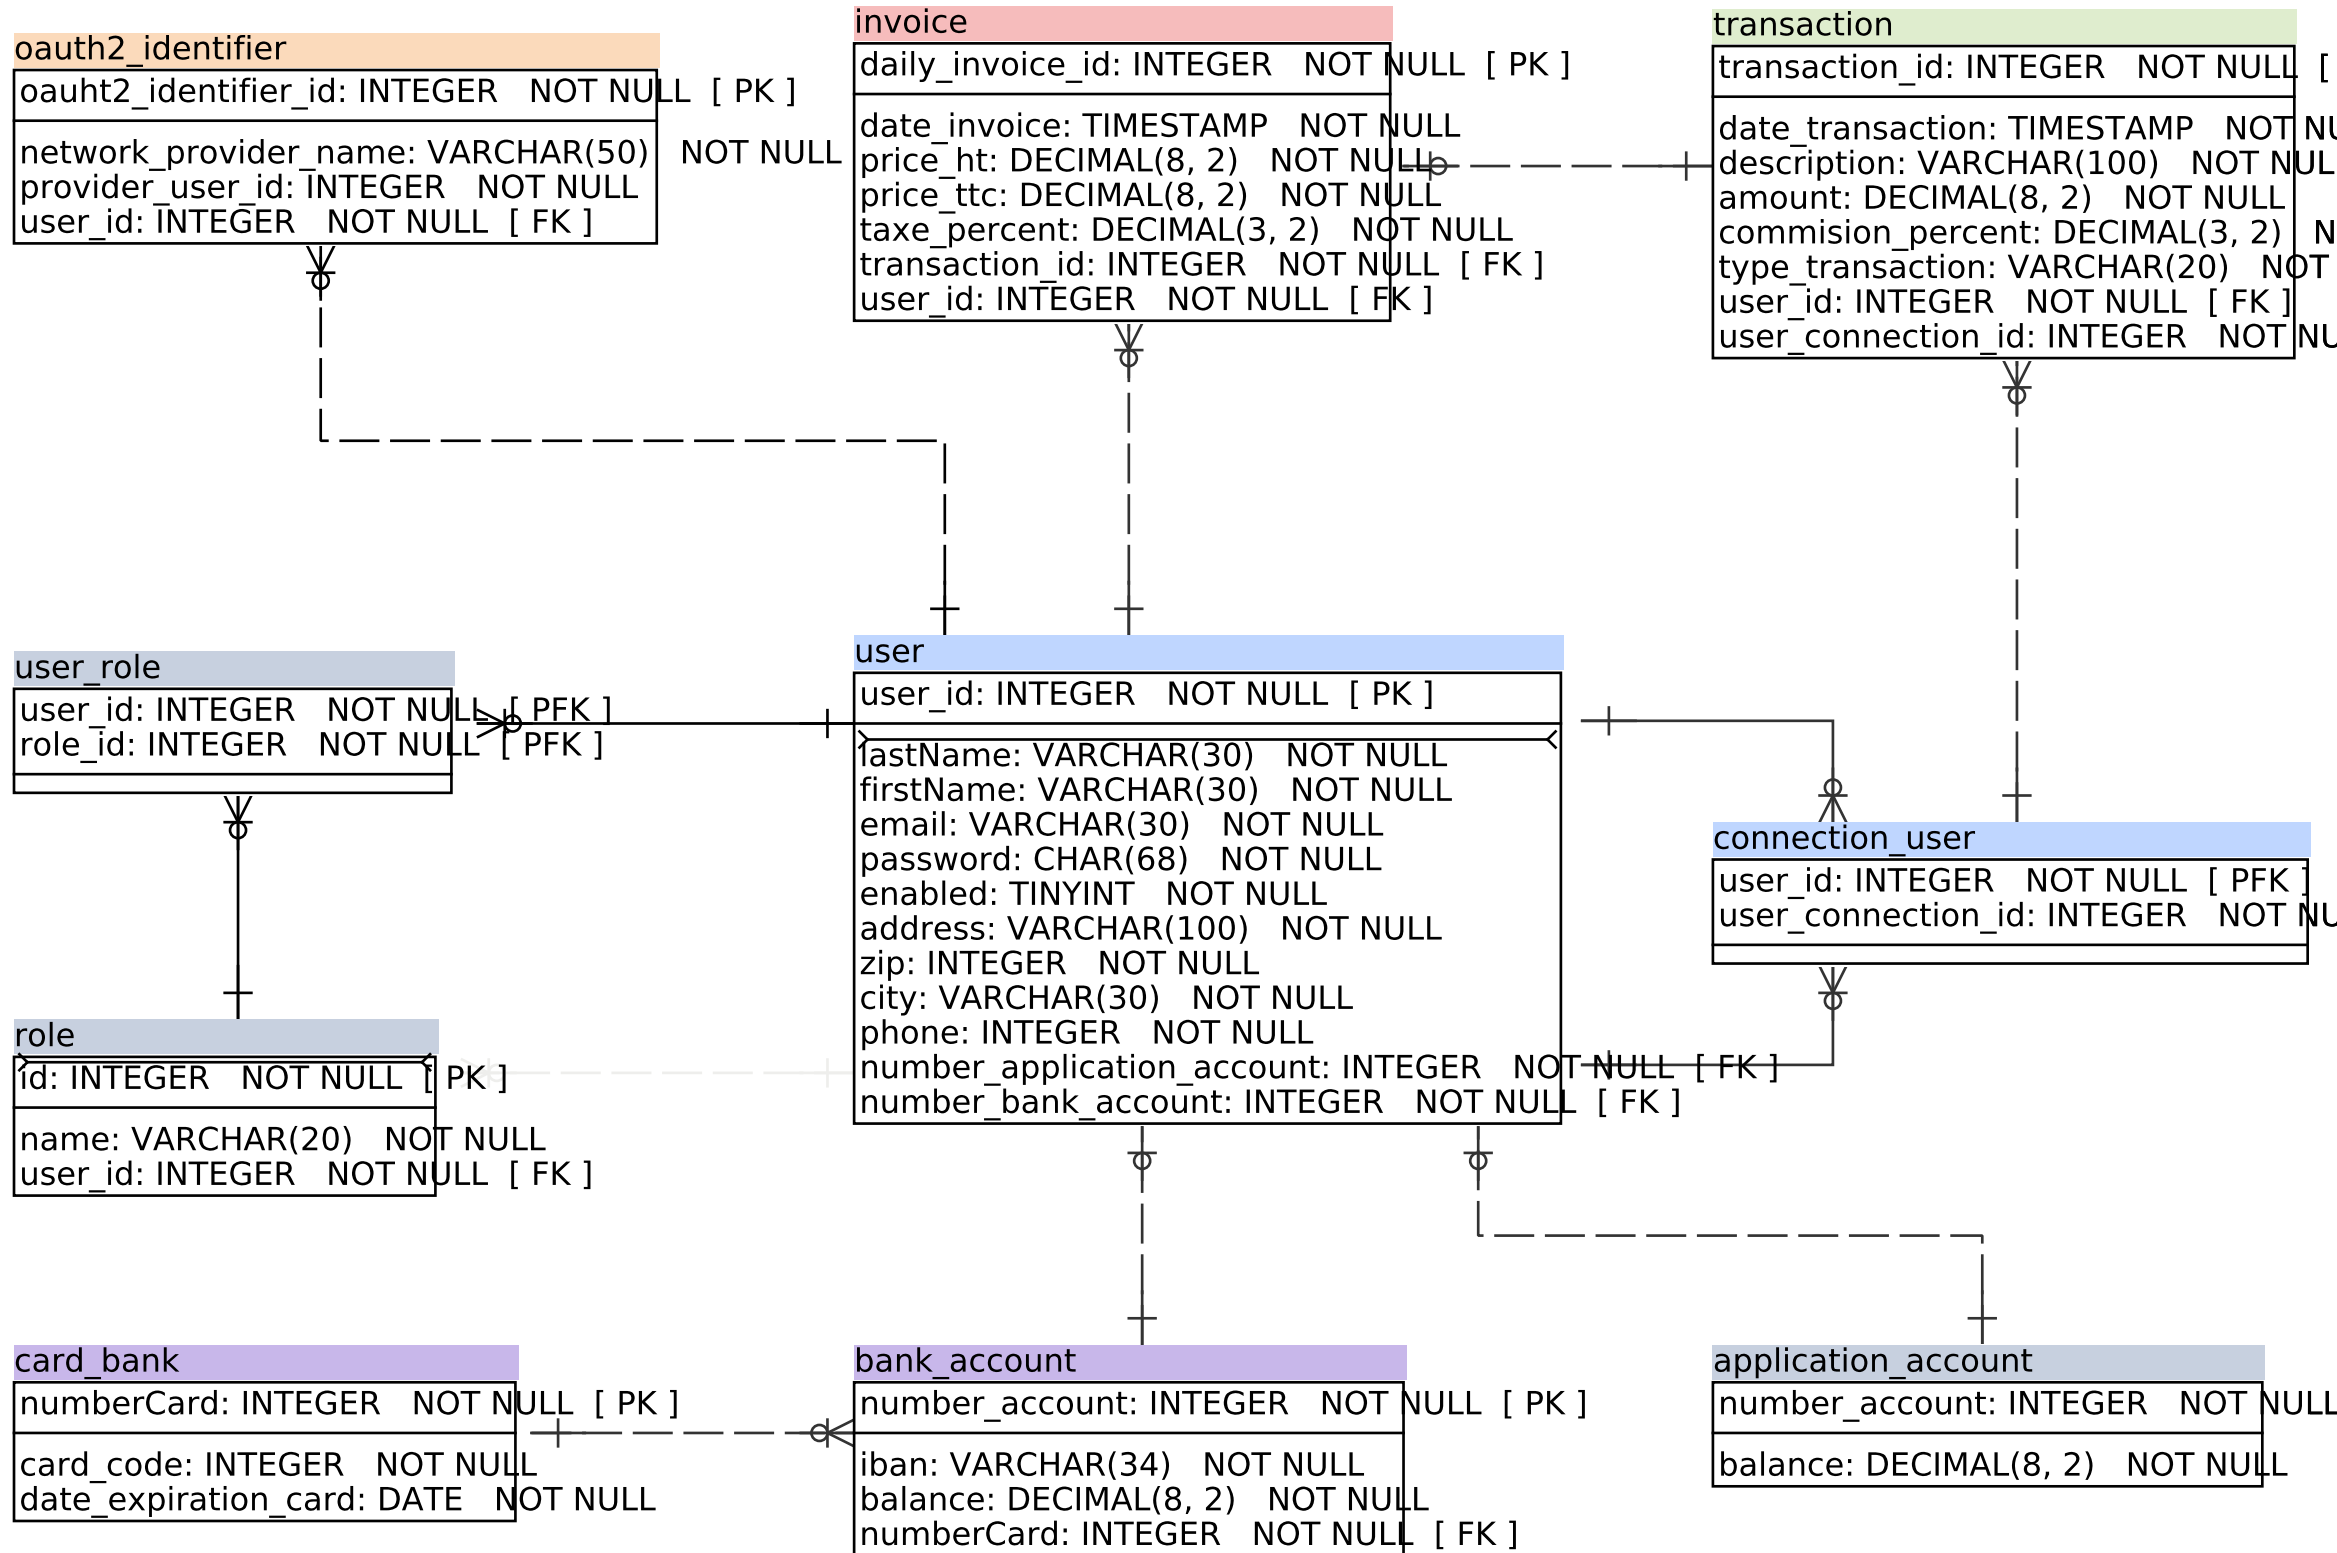 oauth2_identifier
oauht2_identifier_id: INTEGER NOT NULL [ PK ]
network_provider_name: VARCHAR(50) NOT NULL
provider_user_id: INTEGER NOT NULL
user_id: INTEGER NOT NULL [ FK ]
invoice
daily_invoice_id: INTEGER NOT NULL [ PK ]
date_invoice: TIMESTAMP NOT NULL
price_ht: DECIMAL(8, 2) NOT NULL
price_ttc: DECIMAL(8, 2) NOT NULL
taxe_percent: DECIMAL(3, 2) NOT NULL
transaction_id: INTEGER NOT NULL [ FK ]
user_id: INTEGER NOT NULL [ FK ]
transaction
transaction_id: INTEGER NOT NULL [
date_transaction: TIMESTAMP NOT NU
description: VARCHAR(100) NOT NUL
amount: DECIMAL(8, 2) NOT NULL
commision_percent: DECIMAL(3, 2) N
type_transaction: VARCHAR(20) NOT
user_id: INTEGER NOT NULL [ FK ]
user_connection_id: INTEGER NOT NU
user_role
user_id: INTEGER NOT NULL [ PFK ]
role_id: INTEGER NOT NULL [ PFK ]
user
user_id: INTEGER NOT NULL [ PK ]
lastName: VARCHAR(30) NOT NULL
firstName: VARCHAR(30) NOT NULL
email: VARCHAR(30) NOT NULL
password: CHAR(68) NOT NULL
enabled: TINYINT NOT NULL
address: VARCHAR(100) NOT NULL
zip: INTEGER NOT NULL
city: VARCHAR(30) NOT NULL
phone: INTEGER NOT NULL
number_application_account: INTEGER NOT NULL [ FK ]
number_bank_account: INTEGER NOT NULL [ FK ]
connection_user
user_id: INTEGER NOT NULL [ PFK ]
user_connection_id: INTEGER NOT NU
role
id: INTEGER NOT NULL [ PK ]
name: VARCHAR(20) NOT NULL
user_id: INTEGER NOT NULL [ FK ]
card_bank
numberCard: INTEGER NOT NULL [ PK ]
card_code: INTEGER NOT NULL
date_expiration_card: DATE NOT NULL
bank_account
number_account: INTEGER NOT NULL [ PK ]
iban: VARCHAR(34) NOT NULL
balance: DECIMAL(8, 2) NOT NULL
numberCard: INTEGER NOT NULL [ FK ]
application_account
number_account: INTEGER NOT NULL
balance: DECIMAL(8, 2) NOT NULL